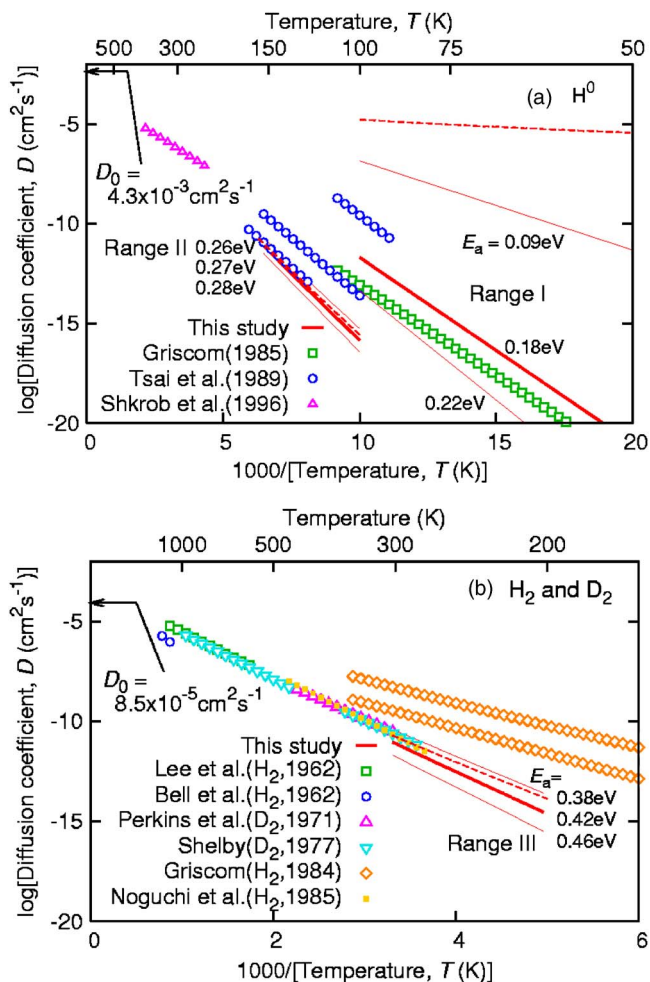 Temperature, T (K)
500 300 150 100 75 50
(a) H⁰
log[Diffusion coefficient, D (cm²s⁻¹)]
-5
-10
-15
-20
D₀ =
4.3x10⁻³cm²s⁻¹
Eₐ = 0.09eV
Range II 0.26eV
0.27eV
0.28eV
Range I
0.18eV
0.22eV
This study
Griscom(1985)
Tsai et al.(1989)
Shkrob et al.(1996)
0 5 10 15 20
1000/[Temperature, T (K)]
Temperature (K)
1000 500 300 200
(b) H₂ and D₂
log[Diffusion coefficient, D (cm²s⁻¹)]
-5
-10
-15
-20
D₀ =
8.5x10⁻⁵cm²s⁻¹
This study
Lee et al.(H₂,1962)
Bell et al.(H₂,1962)
Perkins et al.(D₂,1971)
Shelby(D₂,1977)
Griscom(H₂,1984)
Noguchi et al.(H₂,1985)
Eₐ=
0.38eV
0.42eV
Range III 0.46eV
0 2 4 6
1000/[Temperature, T (K)]